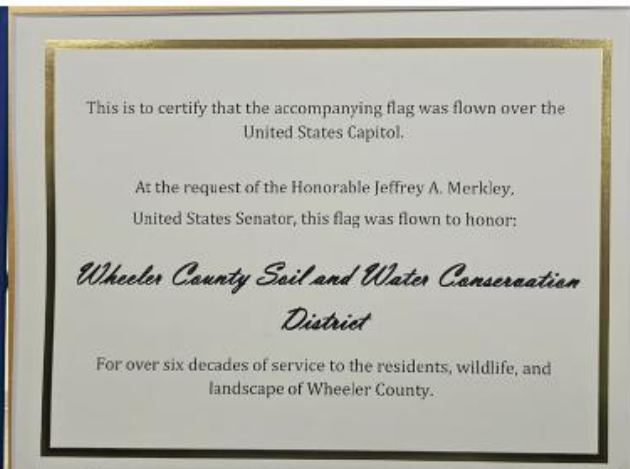 This is to certify that the accompanying flag was flown over the
United States Capitol.
At the request of the Honorable Jeffrey A. Merkley,
United States Senator, this flag was flown to honor:
Wheeler County Soil and Water Conservation
District
For over six decades of service to the residents, wildlife, and
landscape of Wheeler County.